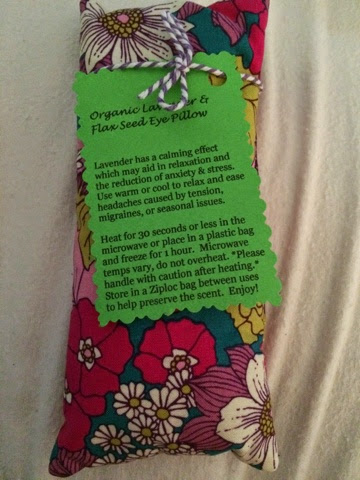 Organic Lavender &
Flax Seed Eye Pillow
Lavender has a calming effect
which may aid in relaxation and
the reduction of anxiety & stress.
Use warm or cool to relax and ease
headaches caused by tension,
migraines, or seasonal issues.
Heat for 30 seconds or less in the
microwave or place in a plastic bag
and freeze for 1 hour. Microwave
temps vary, do not overheat. *Please
handle with caution after heating.*
Store in a Ziploc bag between uses
to help preserve the scent. Enjoy!